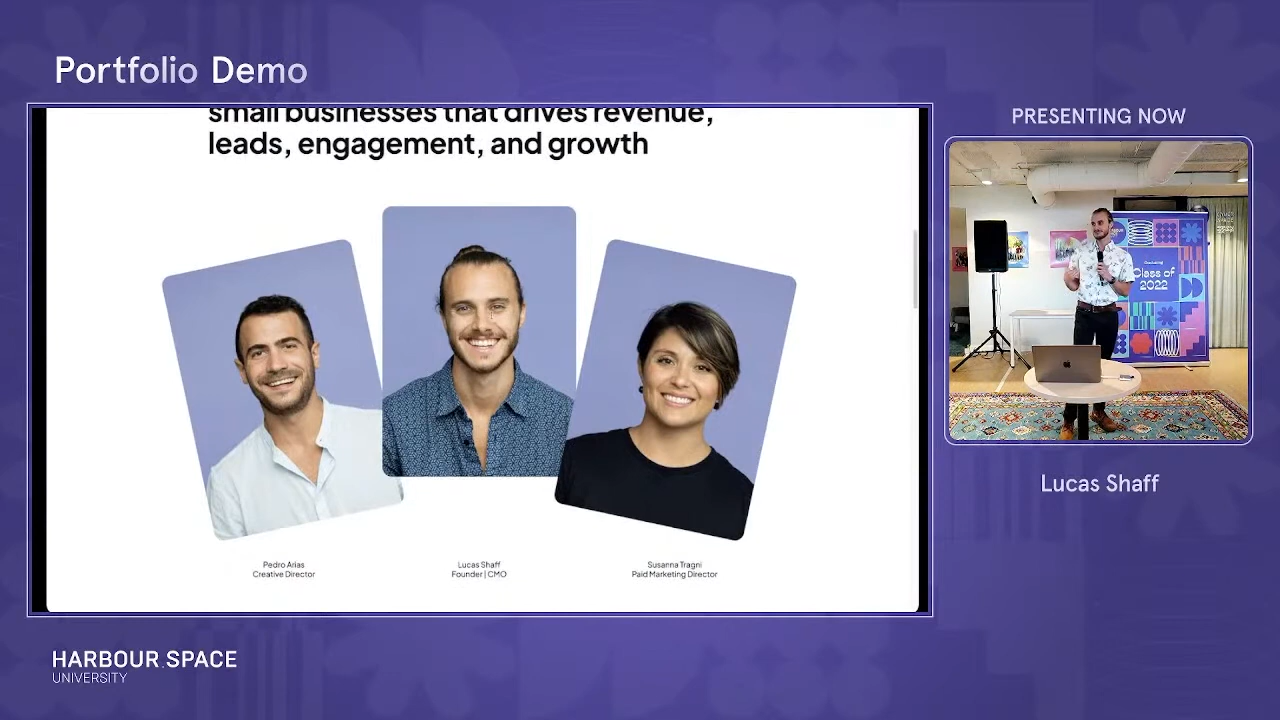 Portfolio Demo
small businesses that drives revenue,
leads, engagement, and growth
Pedro Arias
Creative Director
Lucas Shaff
Founder | CMO
Susanna Tragni
Paid Marketing Director
PRESENTING NOW
Class of
2022
Lucas Shaff
HARBOUR.SPACE
UNIVERSITY